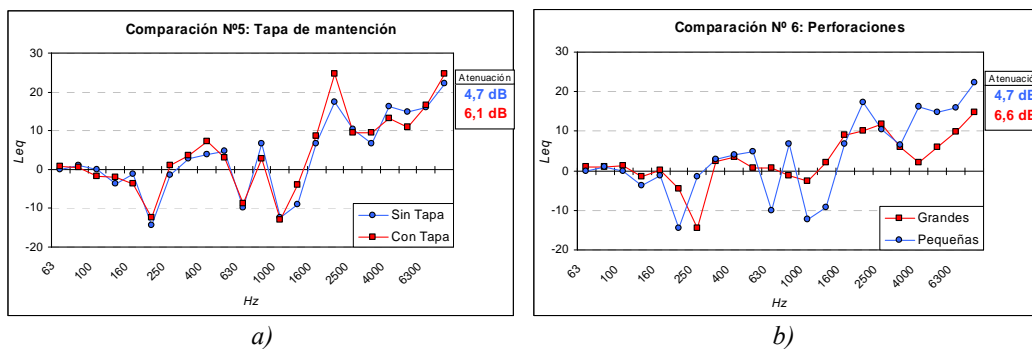 Comparación Nº5: Tapa de mantención
30
20
10
0
-10
-20
Leq
63
100
160
250
400
630
1000
1600
2500
4000
6300
Hz
Sin Tapa
Con Tapa
Atenuación
4,7 dB
6,1 dB
a)
Comparación Nº 6: Perforaciones
30
20
10
0
-10
-20
Leq
63
100
160
250
400
630
1000
1600
2500
4000
6300
Hz
Grandes
Pequeñas
Atenuación
4,7 dB
6,6 dB
b)